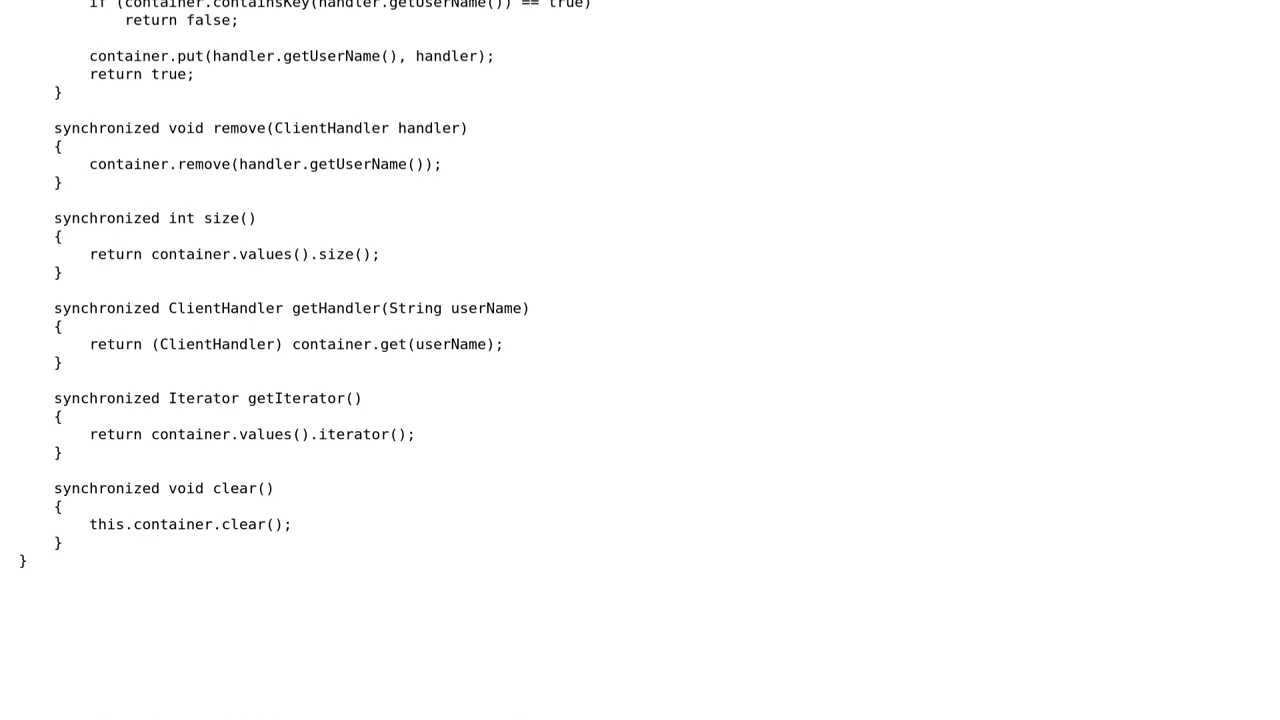 if (container.containsKey(handler.getUserName()) == true)
return false;
container.put(handler.getUserName(), handler);
return true;
}
synchronized void remove(ClientHandler handler)
{
container.remove(handler.getUserName());
}
synchronized int size()
{
return container.values().size();
}
synchronized ClientHandler getHandler(String userName)
{
return (ClientHandler) container.get(userName);
}
synchronized Iterator getIterator()
{
return container.values().iterator();
}
synchronized void clear()
{
this.container.clear();
}
}